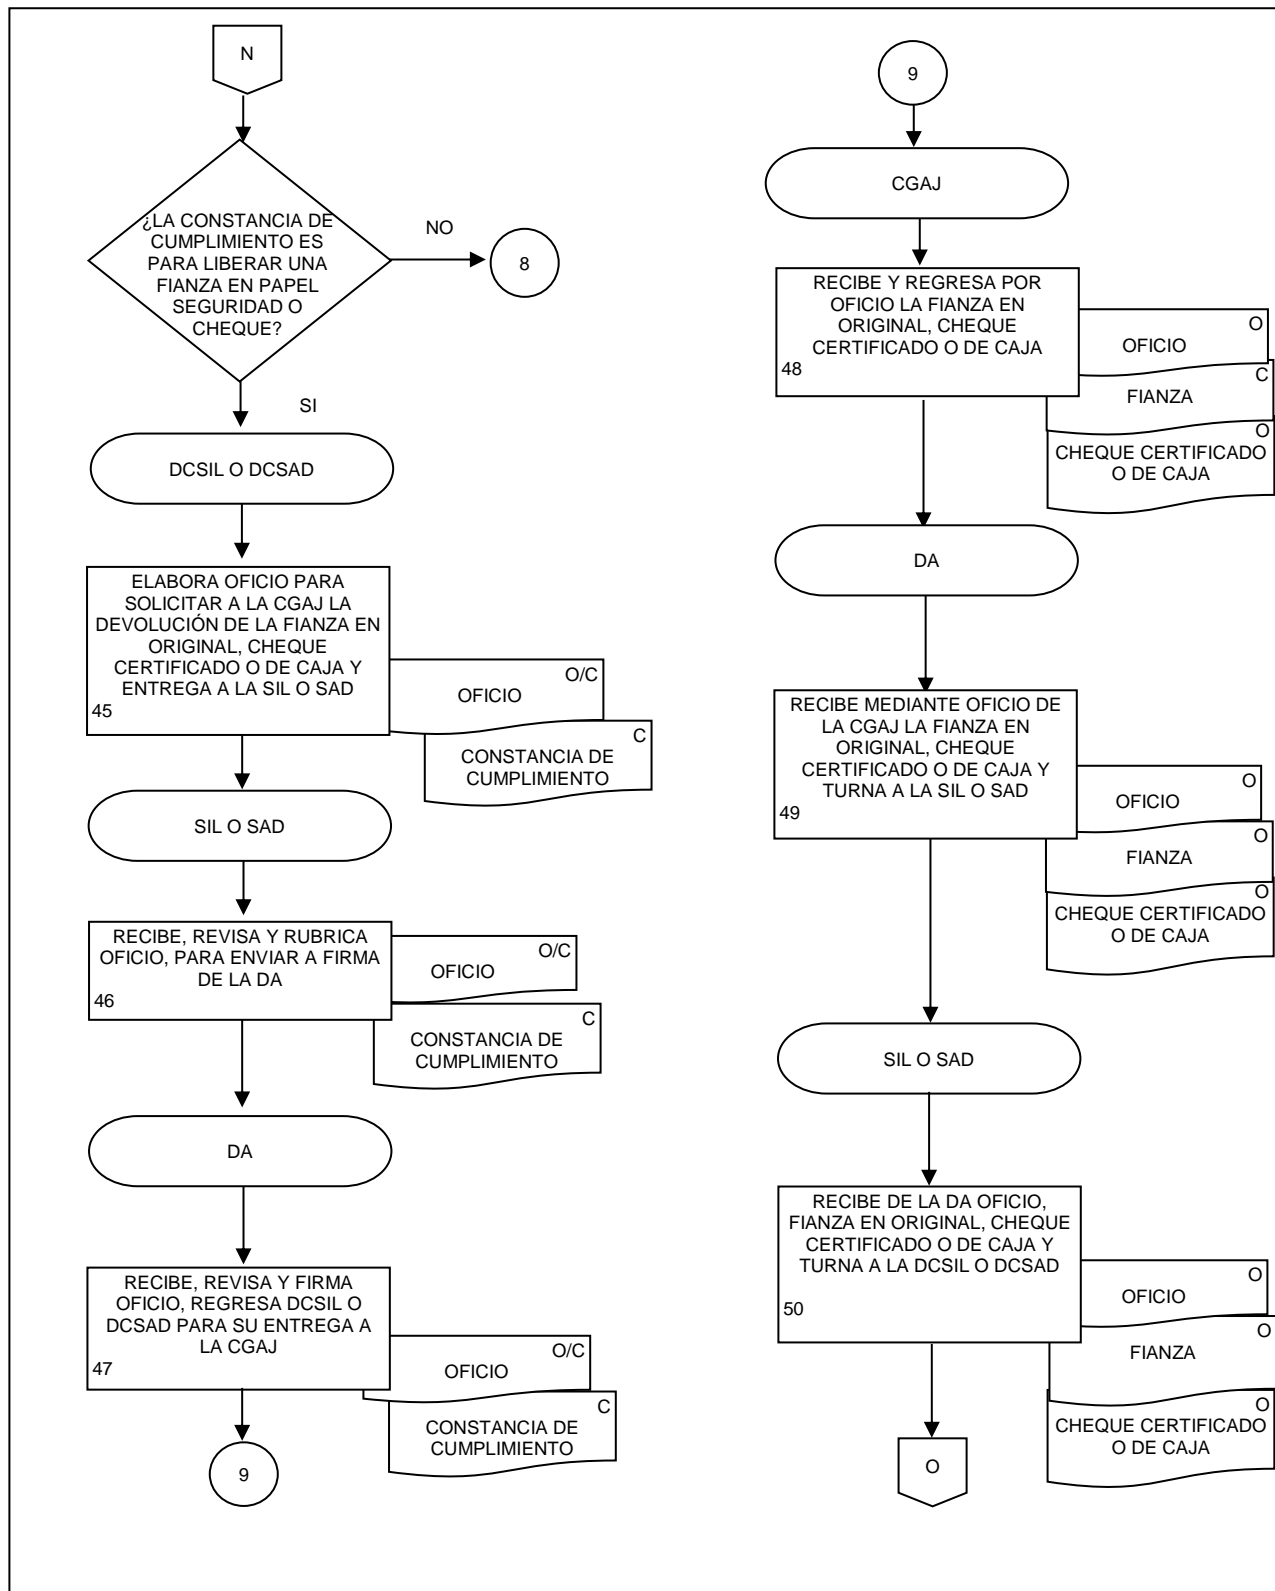 N
¿LA CONSTANCIA DE
CUMPLIMIENTO ES
PARA LIBERAR UNA
FIANZA EN PAPEL
SEGURIDAD O
CHEQUE?
NO
8
SI
DCSIL O DCSAD
ELABORA OFICIO PARA
SOLICITAR A LA CGAJ LA
DEVOLUCIÓN DE LA FIANZA EN
ORIGINAL, CHEQUE
CERTIFICADO O DE CAJA Y
ENTREGA A LA SIL O SAD
45
O/C
OFICIO
C
CONSTANCIA DE
CUMPLIMIENTO
SIL O SAD
RECIBE, REVISA Y RUBRICA
OFICIO, PARA ENVIAR A FIRMA
DE LA DA
46
O/C
OFICIO
C
CONSTANCIA DE
CUMPLIMIENTO
DA
RECIBE, REVISA Y FIRMA
OFICIO, REGRESA DCSIL O
DCSAD PARA SU ENTREGA A
LA CGAJ
47
O/C
OFICIO
C
CONSTANCIA DE
CUMPLIMIENTO
9
9
CGAJ
RECIBE Y REGRESA POR
OFICIO LA FIANZA EN
ORIGINAL, CHEQUE
CERTIFICADO O DE CAJA
48
O
OFICIO
C
FIANZA
O
CHEQUE CERTIFICADO
O DE CAJA
DA
RECIBE MEDIANTE OFICIO DE
LA CGAJ LA FIANZA EN
ORIGINAL, CHEQUE
CERTIFICADO O DE CAJA Y
TURNA A LA SIL O SAD
49
O
OFICIO
O
FIANZA
O
CHEQUE CERTIFICADO
O DE CAJA
SIL O SAD
RECIBE DE LA DA OFICIO,
FIANZA EN ORIGINAL, CHEQUE
CERTIFICADO O DE CAJA Y
TURNA A LA DCSIL O DCSAD
50
O
OFICIO
O
FIANZA
O
CHEQUE CERTIFICADO
O DE CAJA
O